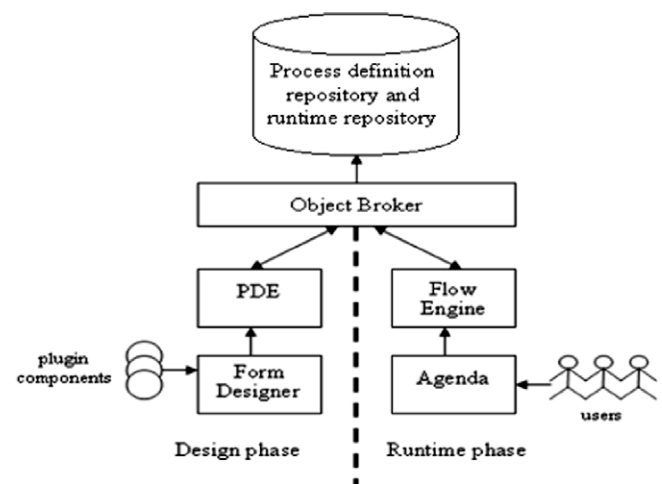 Process definition
repository and
runtime repository
Object Broker
PDE
Flow
Engine
plugin
components
Form
Designer
Agenda
users
Design phase
Runtime phase